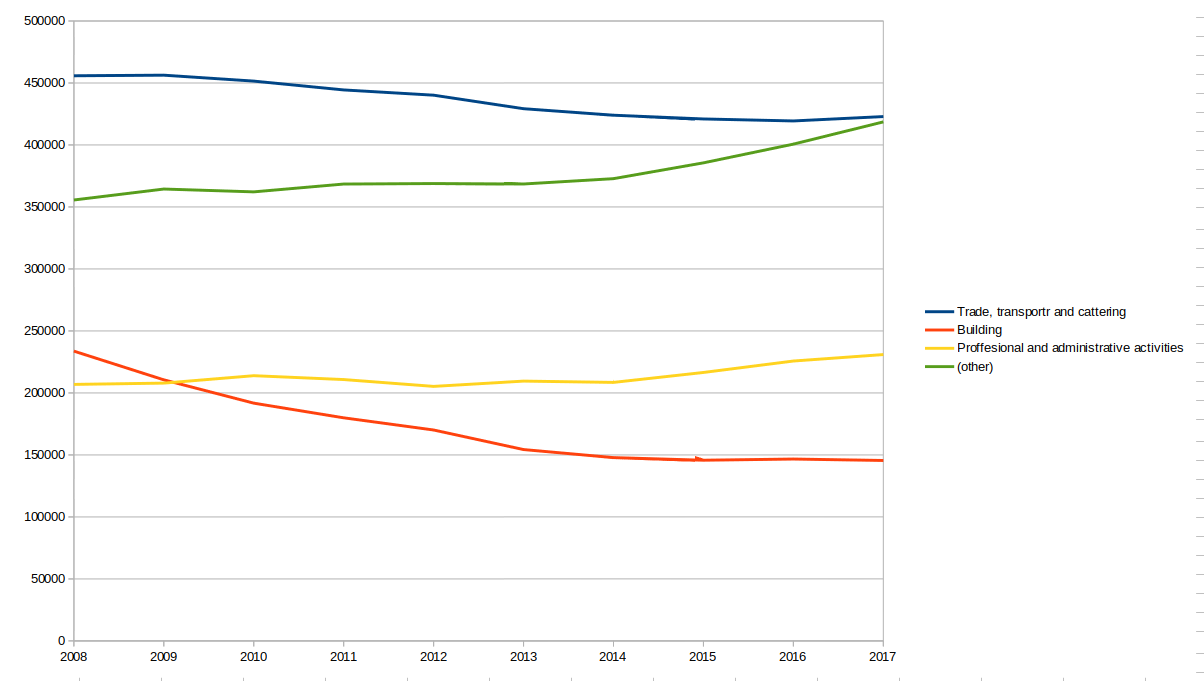 500000
450000
400000
350000
300000
250000
200000
150000
100000
50000
0
2008 2009 2010 2011 2012 2013 2014 2015 2016 2017
Trade, transportr and cattering
Building
Proffesional and administrative activities
(other)